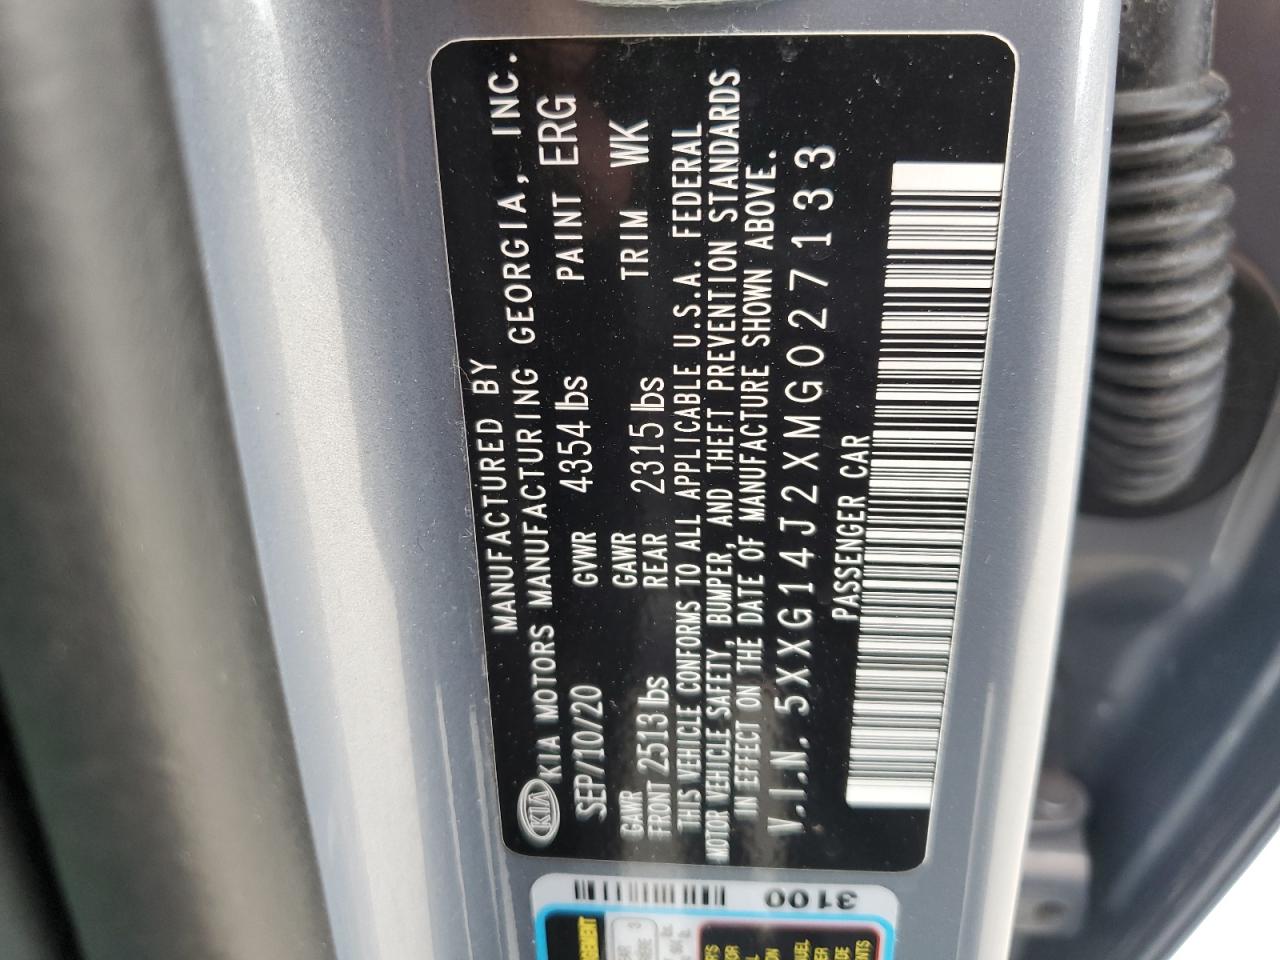 MANUFACTURED BY
KIA KIA MOTORS MANUFACTURING GEORGIA, INC.
SEP/10/20 GVWR 4354 lbs PAINT ERG
GAWR FRONT 2513 lbs GAWR REAR 2315 lbs TRIM WK
THIS VEHICLE CONFORMS TO ALL APPLICABLE U.S.A. FEDERAL
MOTOR VEHICLE SAFETY, BUMPER, AND THEFT PREVENTION STANDARDS
IN EFFECT ON THE DATE OF MANUFACTURE SHOWN ABOVE.
V.I.N. 5XXG14J2XMG027133
PASSENGER CAR
3100